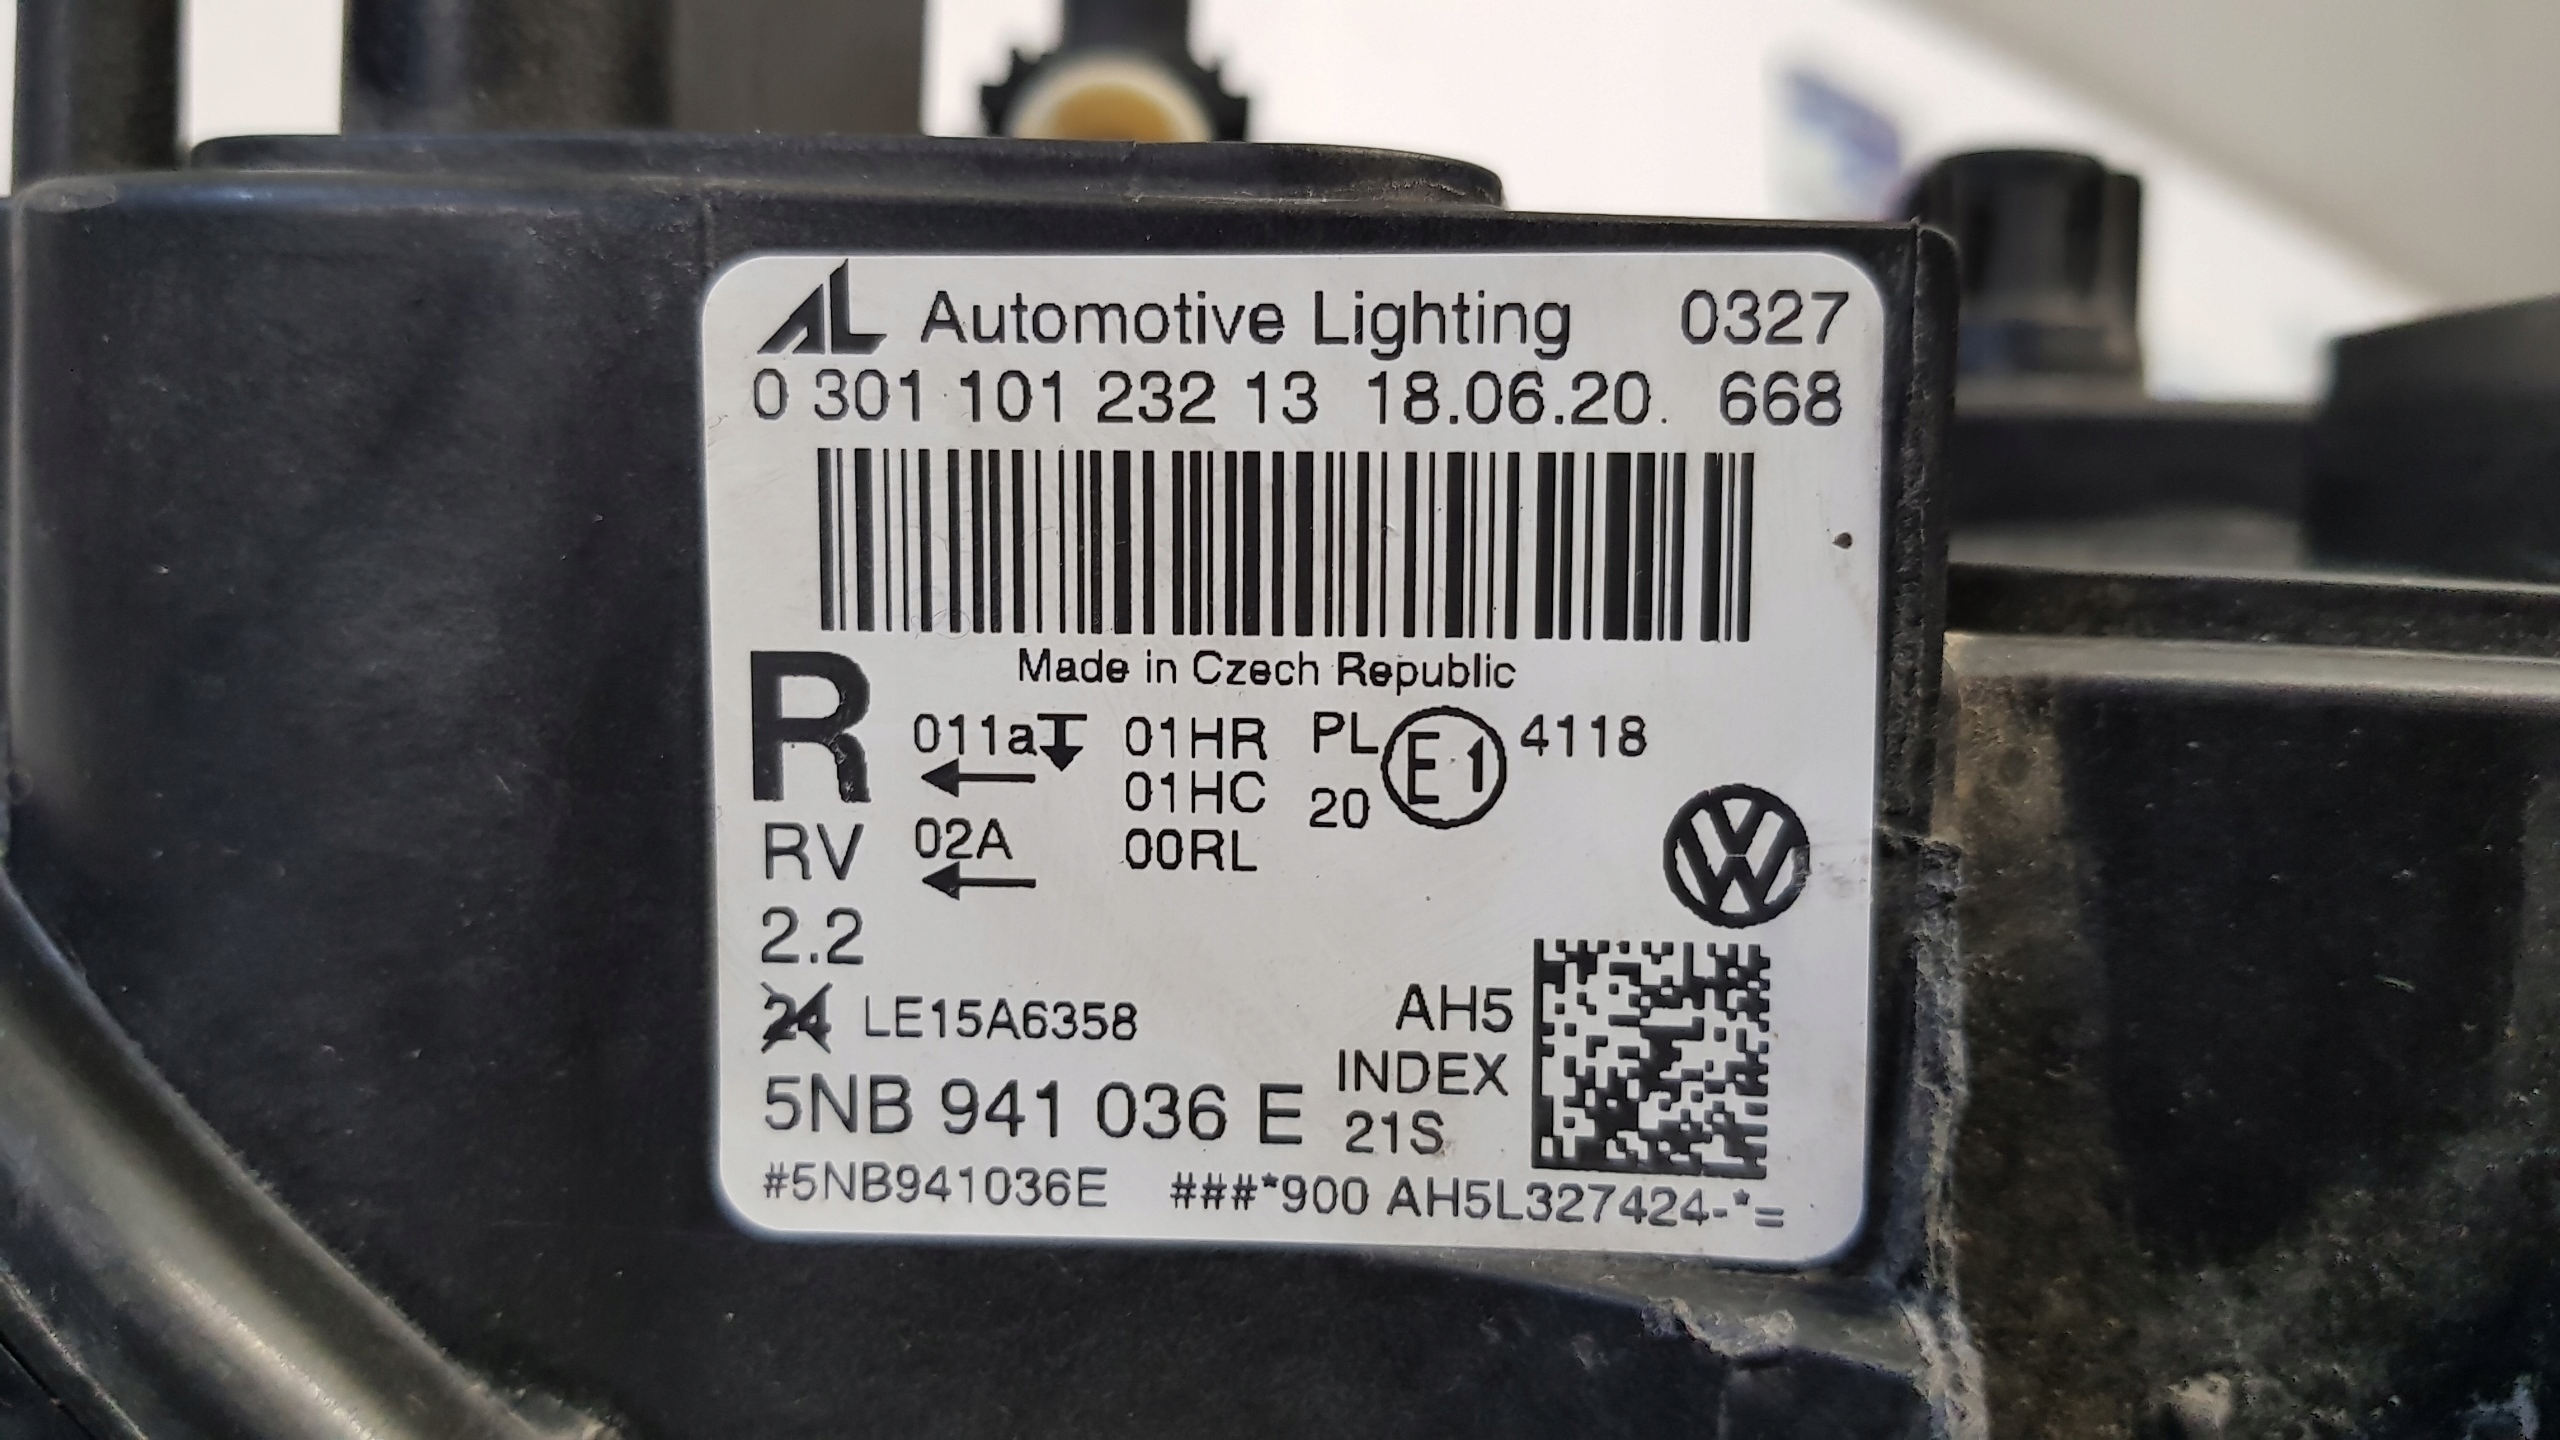 AL Automotive Lighting 0327
0 301 101 232 13 18.06.20. 668
Made in Czech Republic
R 011a 01HR PL E1 4118
01HC 20
RV 02A 00RL
2.2
24 LE15A6358 AH5
INDEX
5NB 941 036 E 21S
#5NB941036E ###*900 AH5L327424-*=